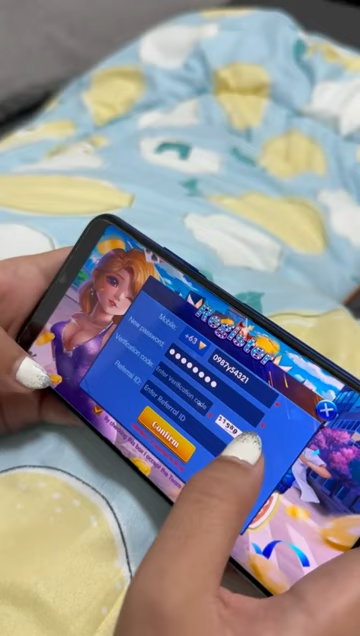 Register
Mobile:
+63
0987654321
New password:
Verification code:
Enter Verification code
Referral ID:
Enter Referral ID
Confirm